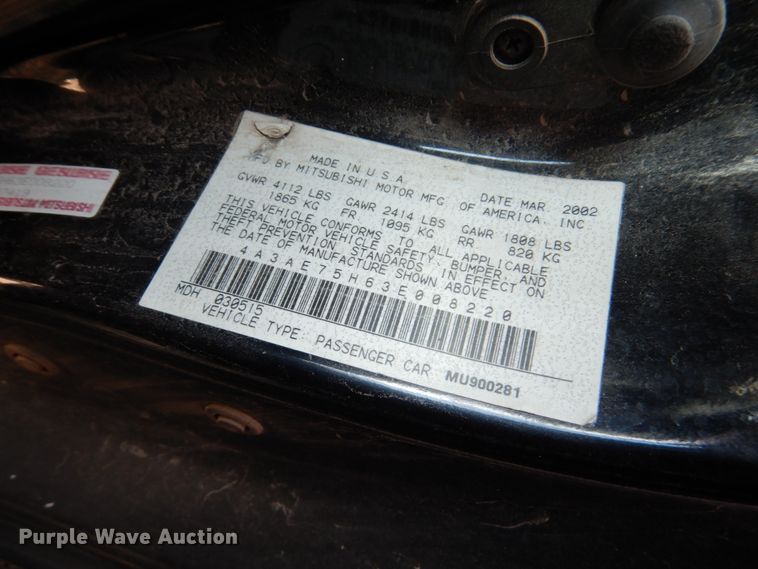 MADE IN U S A
MFD BY MITSUBISHI MOTOR MFG. OF AMERICA. INC
DATE MAR. 2002
GVWR 4112 LBS GAWR 2414 LBS GAWR 1808 LBS
1865 KG FR 1095 KG RR 820 KG
THIS VEHICLE CONFORMS TO ALL APPLICABLE
FEDERAL MOTOR VEHICLE SAFETY, BUMPER, AND
THEFT PREVENTION STANDARDS IN EFFECT ON
THE DATE OF MANUFACTURE SHOWN ABOVE
4A3AE75H63E008220
MDH 030515
VEHICLE TYPE: PASSENGER CAR MU900281
MITSUBISHI
Purple Wave Auction